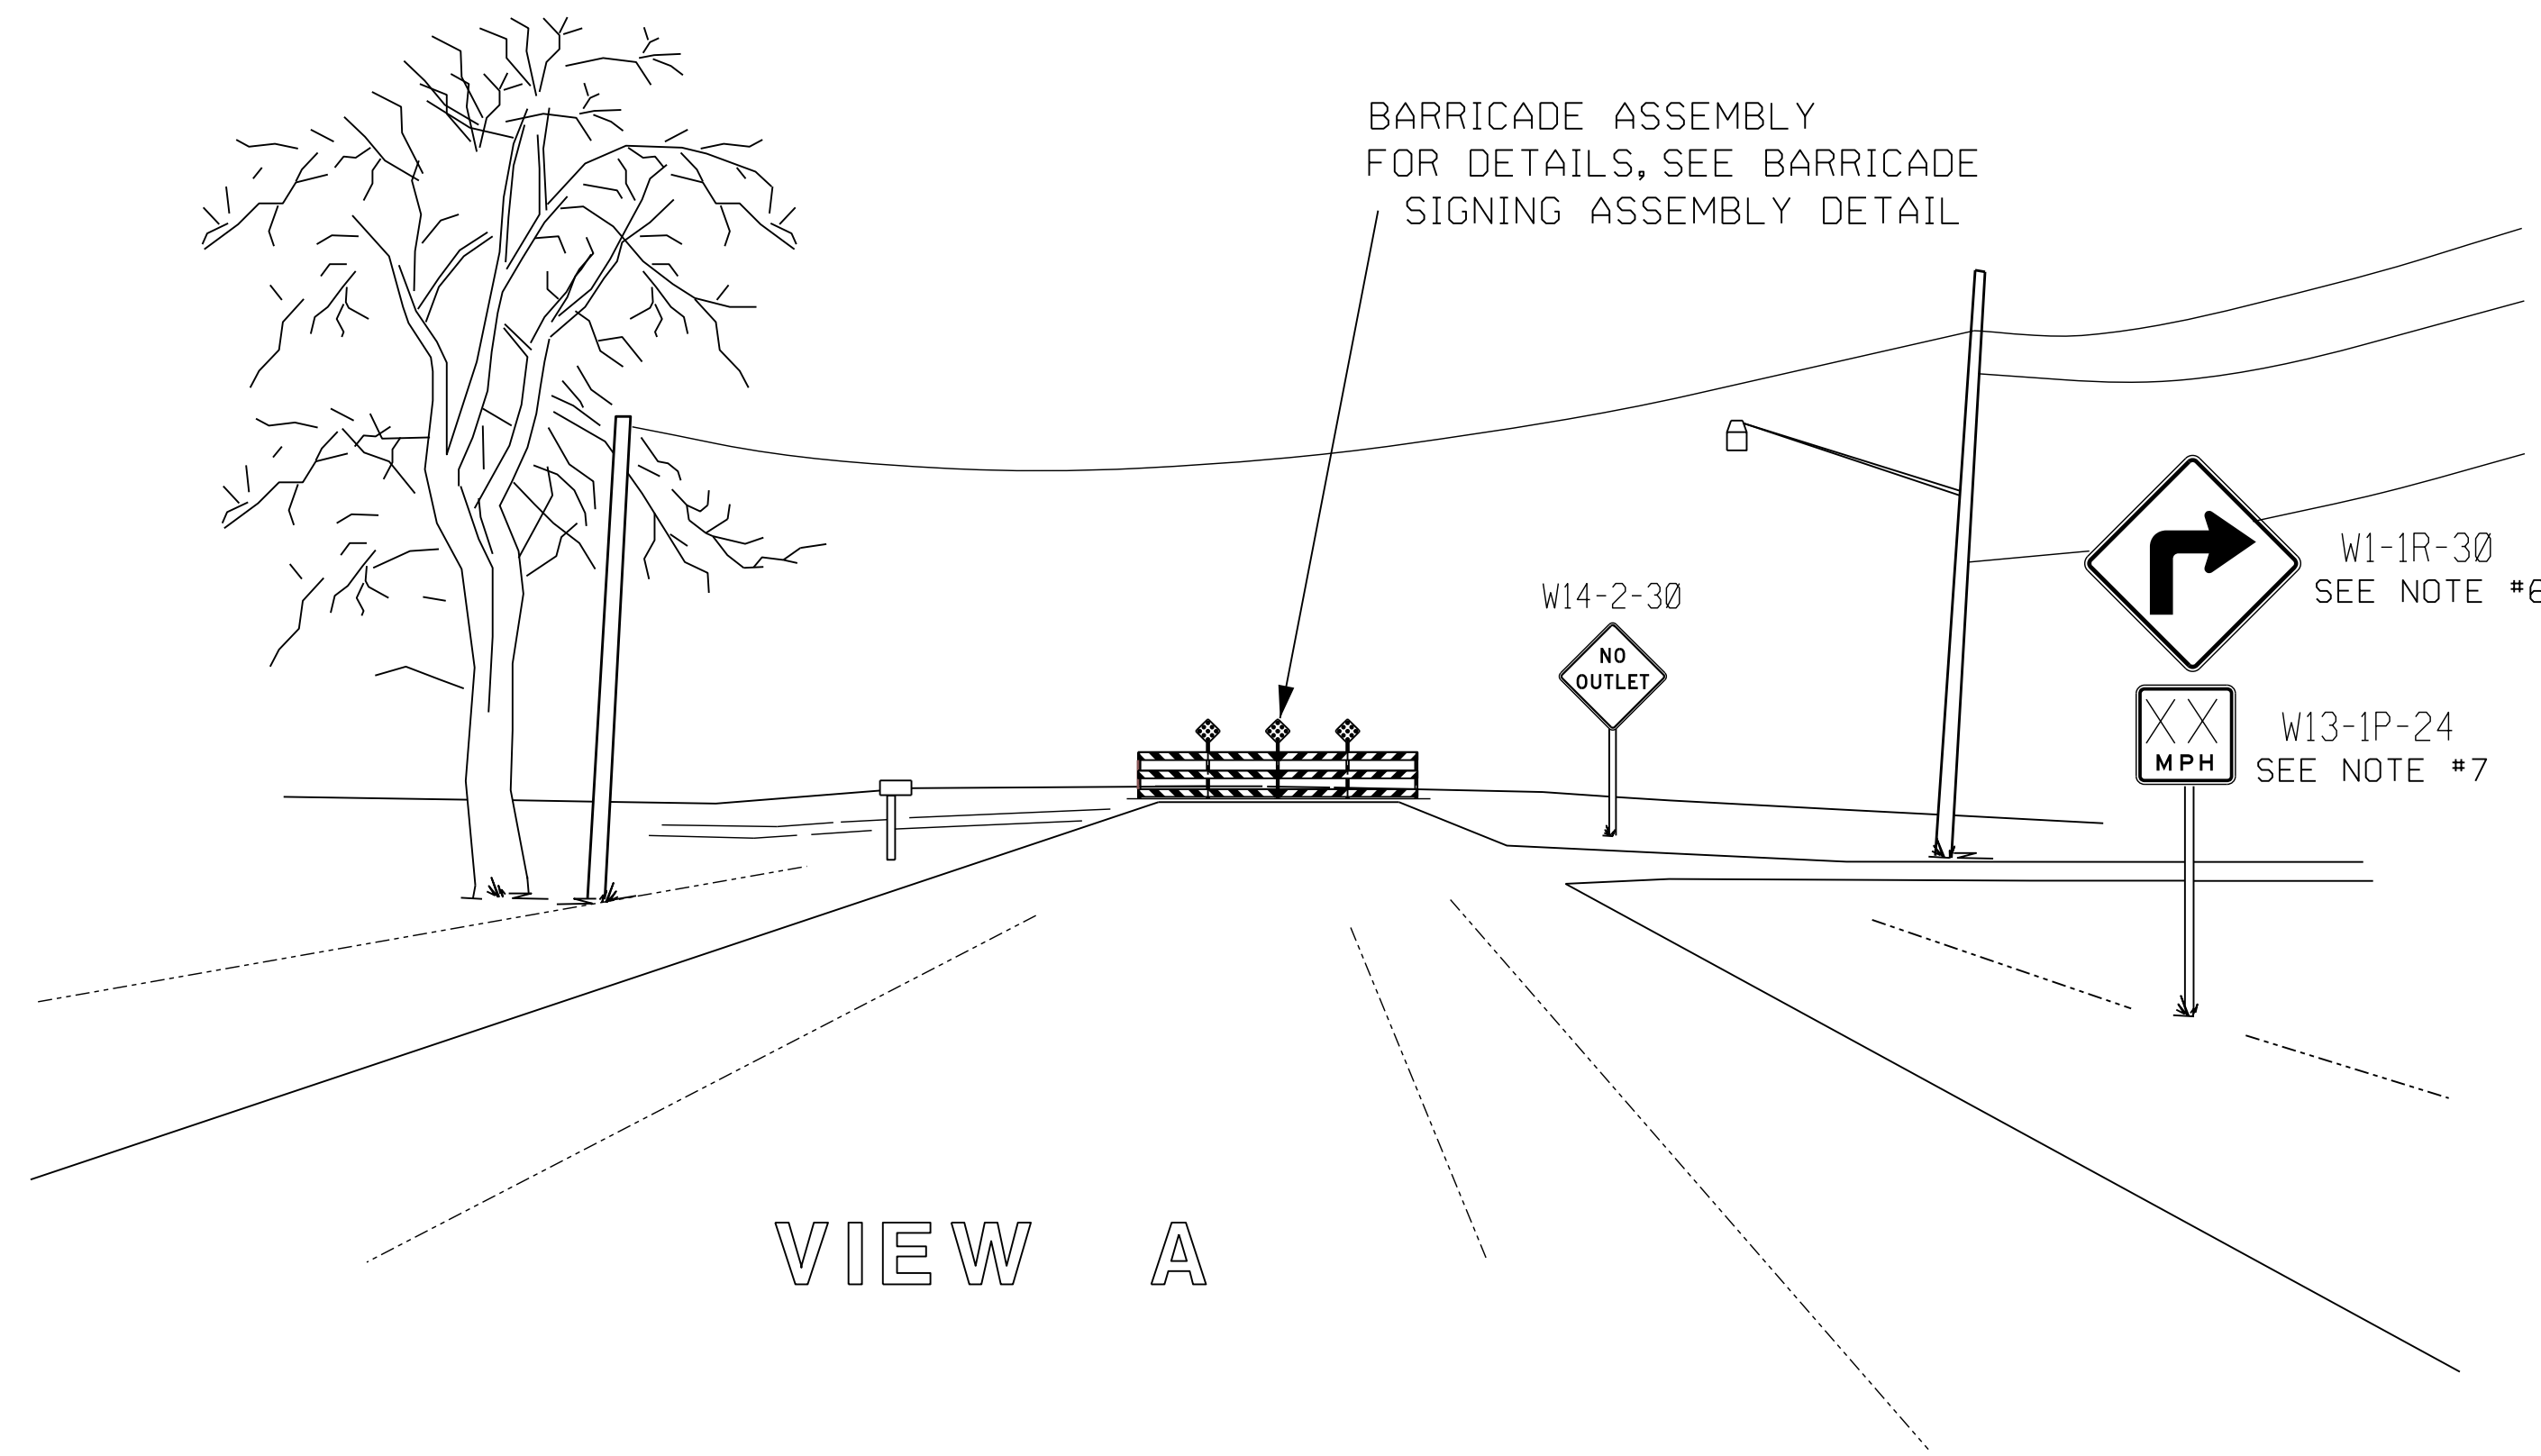 BARRICADE ASSEMBLY
FOR DETAILS, SEE BARRICADE
SIGNING ASSEMBLY DETAIL
W1-1R-30
SEE NOTE #6
W14-2-30
NO
OUTLET
XX
MPH
W13-1P-24
SEE NOTE #7
VIEW A